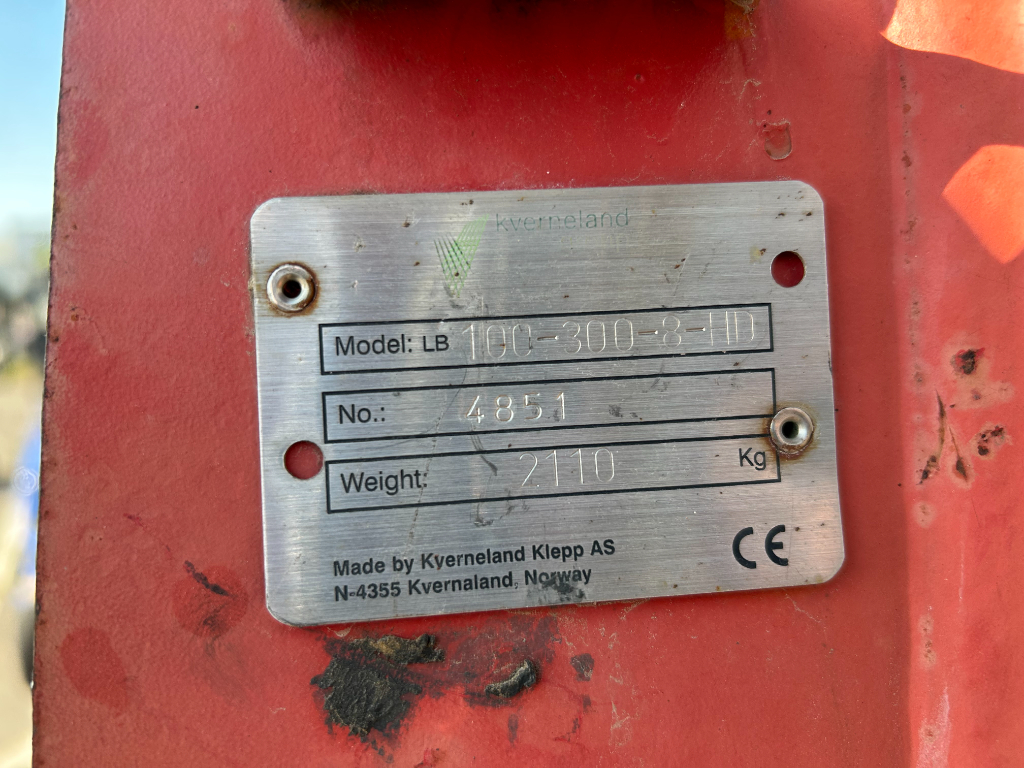 kverneland
Model: LB 100-300-8-HD
No.: 4851
Weight: 2110 Kg
Made by Kverneland Klepp AS
N-4355 Kvernaland, Norway
CE